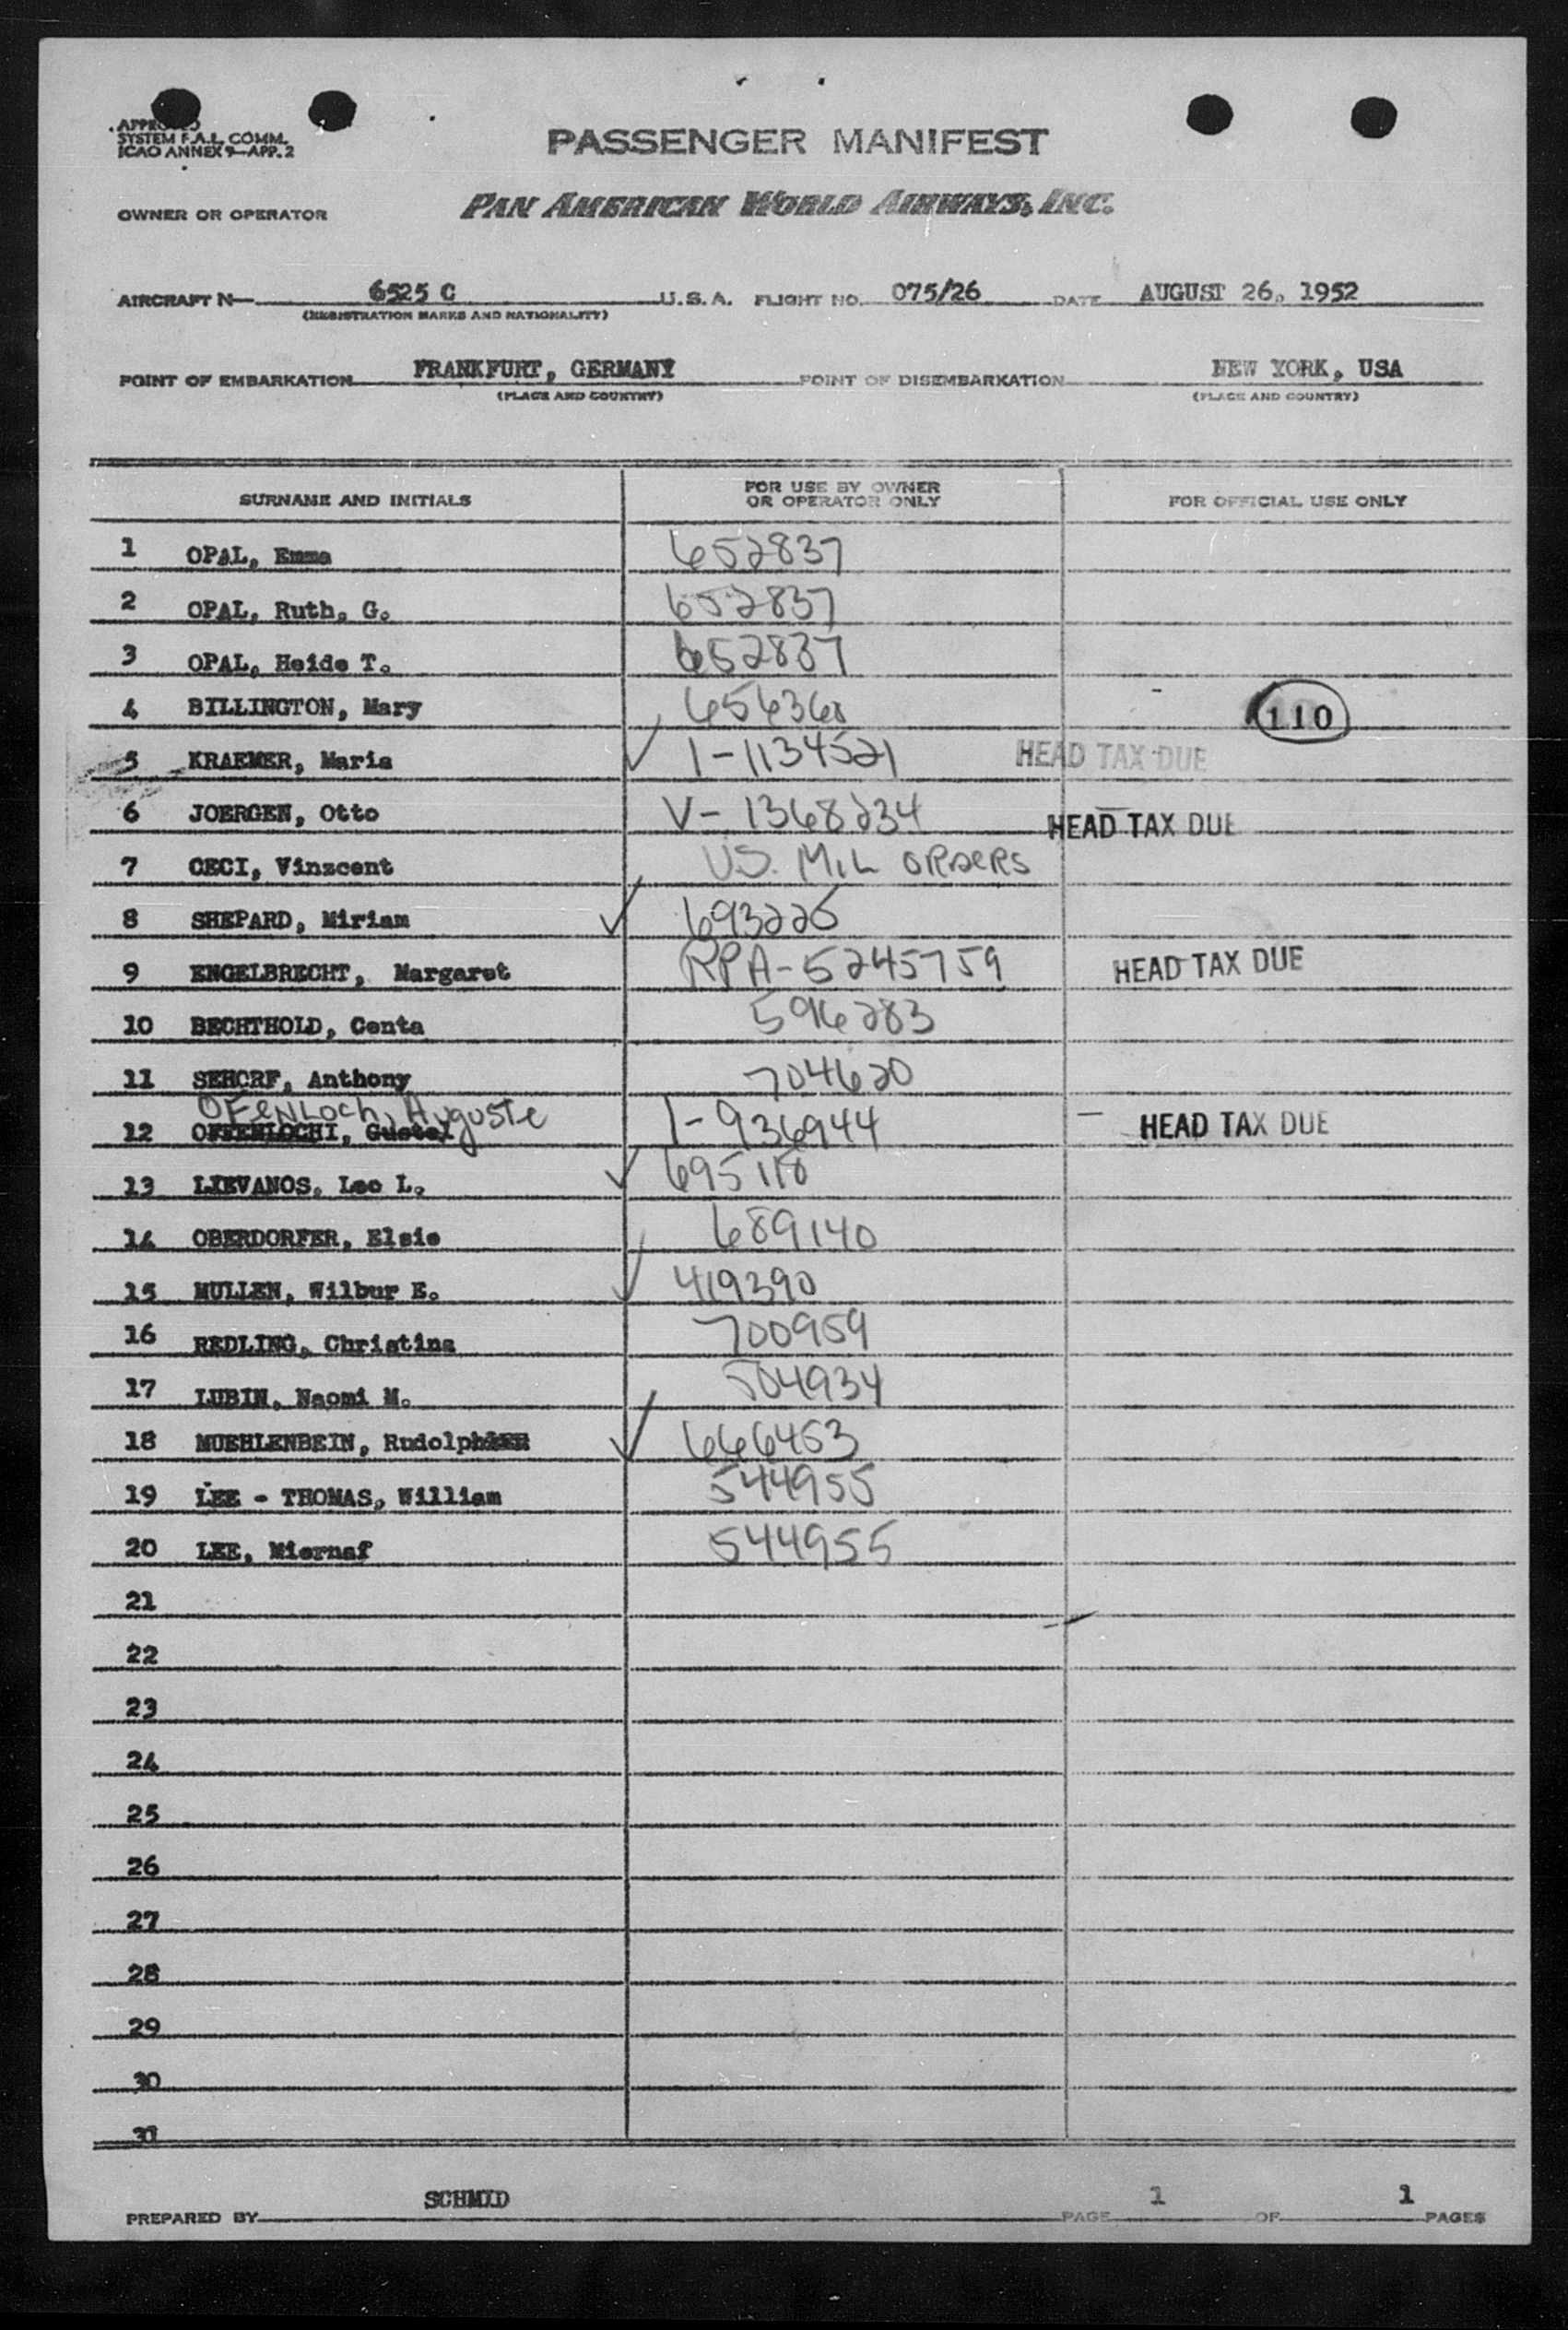 APPROVED
SYSTEM F.A.L. COMM.
ICAO ANNEX 9—APP. 2
PASSENGER MANIFEST
OWNER OR OPERATOR PAN AMERICAN WORLD AIRWAYS, INC.
AIRCRAFT N— 6525 C U.S.A. FLIGHT NO. 075/26 DATE AUGUST 26, 1952
(REGISTRATION MARKS AND NATIONALITY)
POINT OF EMBARKATION FRANKFURT, GERMANY POINT OF DISEMBARKATION NEW YORK, USA
(PLACE AND COUNTRY) (PLACE AND COUNTRY)
SURNAME AND INITIALS FOR USE BY OWNER OR OPERATOR ONLY FOR OFFICIAL USE ONLY
1 OPAL, Emma 652837
2 OPAL, Ruth. G. 652837
3 OPAL, Heide T. 652837
4 BILLINGTON, Mary 110
5 KRAEMER, Maria ✓ I-1134521 HEAD TAX DUE
6 JOERGEN, Otto V-1368234 HEAD TAX DUE
7 CECI, Vinzcent U.S. MIL ORDERS
8 SHEPARD, Miriam ✓ 693225
9 ENGELBRECHT, Margaret RPA-5245759 HEAD TAX DUE
10 BECHTHOLD, Centa 596283
11 Anthony 704620
OFENLOCH, Auguste
12 OFFENLOCHI, Gustel I-936944 HEAD TAX DUE
13 LIEVANOS, Leo L. ✓ 695118
14 OBERDORFER, Elsie 689140
15 MULLEN, Wilbur E. ✓ 419390
16 REDLING, Christina 700959
17 LUBIN, Naomi M. 504934
18 MUEHLENBEIN, Rudolph ✓ 666453
19 LEE - THOMAS, William 544955
20 LEE, Miernaf 544955
21
22
23
24
25
26
27
28
29
30
31
PREPARED BY SCHMID PAGE 1 OF 1 PAGES